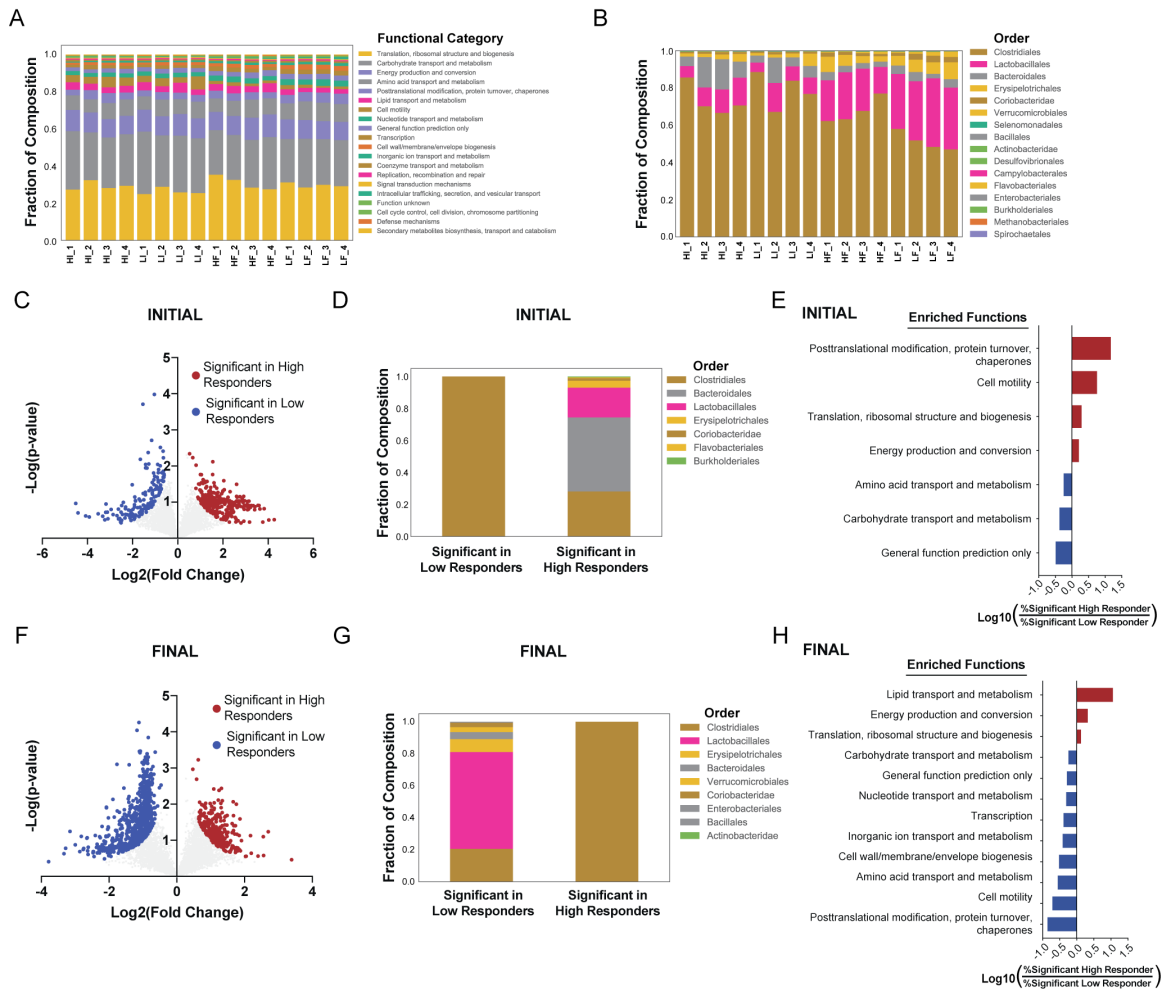 A
Functional Category
Fraction of Composition
1.0
0.8
0.6
0.4
0.2
0.0
HI_1
HI_2
HI_3
HI_4
LI_1
LI_2
LI_3
LI_4
HF_1
HF_2
HF_3
HF_4
LF_1
LF_2
LF_3
LF_4
Translation, ribosomal structure and biogenesis
Carbohydrate transport and metabolism
Energy production and conversion
Amino acid transport and metabolism
Posttranslational modification, protein turnover, chaperones
Lipid transport and metabolism
Cell motility
Nucleotide transport and metabolism
General function prediction only
Transcription
Cell wall/membrane/envelope biogenesis
Inorganic ion transport and metabolism
Coenzyme transport and metabolism
Replication, recombination and repair
Signal transduction mechanisms
Intracellular trafficking, secretion, and vesicular transport
Function unknown
Cell cycle control, cell division, chromosome partitioning
Defense mechanisms
Secondary metabolites biosynthesis, transport and catabolism
B
Order
Fraction of Composition
1.0
0.8
0.6
0.4
0.2
0.0
HI_1
HI_2
HI_3
HI_4
LI_1
LI_2
LI_3
LI_4
HF_1
HF_2
HF_3
HF_4
LF_1
LF_2
LF_3
LF_4
Clostridiales
Lactobacillales
Bacteroidales
Erysipelotrichales
Coriobacteridae
Verrucomicrobiales
Selenomonadales
Bacillales
Actinobacteridae
Desulfovibrionales
Campylobacterales
Flavobacteriales
Enterobacteriales
Burkholderiales
Methanobacteriales
Spirochaetales
C
INITIAL
-Log(p-value)
5
4
3
2
1
-6
-4
-2
0
2
4
6
Log2(Fold Change)
Significant in High
Responders
Significant in Low
Responders
D
INITIAL
Fraction of Composition
1.0
0.8
0.6
0.4
0.2
0.0
Significant in
Low Responders
Significant in
High Responders
Order
Clostridiales
Bacteroidales
Lactobacillales
Erysipelotrichales
Coriobacteridae
Flavobacteriales
Burkholderiales
E
INITIAL
Enriched Functions
Posttranslational modification, protein turnover,
chaperones
Cell motility
Translation, ribosomal structure and biogenesis
Energy production and conversion
Amino acid transport and metabolism
Carbohydrate transport and metabolism
General function prediction only
-1.0
-0.5
0.0
0.5
1.0
1.5
Log10(%Significant High Responder
%Significant Low Responder)
F
FINAL
-Log(p-value)
5
4
3
2
1
-4
-2
0
2
4
Log2(Fold Change)
Significant in High
Responders
Significant in Low
Responders
G
FINAL
Fraction of Composition
1.0
0.8
0.6
0.4
0.2
0.0
Significant in
Low Responders
Significant in
High Responders
Order
Clostridiales
Lactobacillales
Erysipelotrichales
Bacteroidales
Verrucomicrobiales
Coriobacteridae
Enterobacteriales
Bacillales
Actinobacteridae
H
FINAL
Enriched Functions
Lipid transport and metabolism
Energy production and conversion
Translation, ribosomal structure and biogenesis
Carbohydrate transport and metabolism
General function prediction only
Nucleotide transport and metabolism
Transcription
Inorganic ion transport and metabolism
Cell wall/membrane/envelope biogenesis
Amino acid transport and metabolism
Cell motility
Posttranslational modification, protein turnover,
chaperones
-1.0
-0.5
0.0
0.5
1.0
1.5
Log10(%Significant High Responder
%Significant Low Responder)